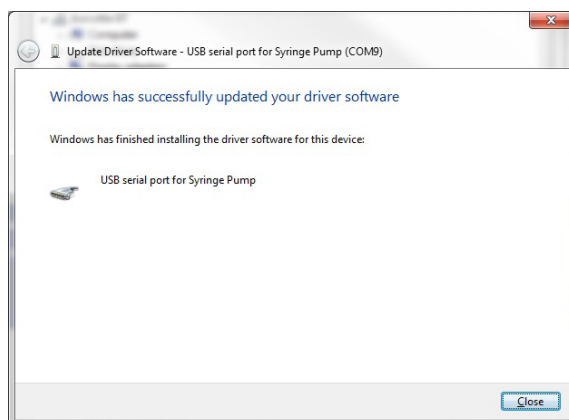 Computer
Update Driver Software - USB serial port for Syringe Pump (COM9)
Windows has successfully updated your driver software
Windows has finished installing the driver software for this device:
USB serial port for Syringe Pump
Close